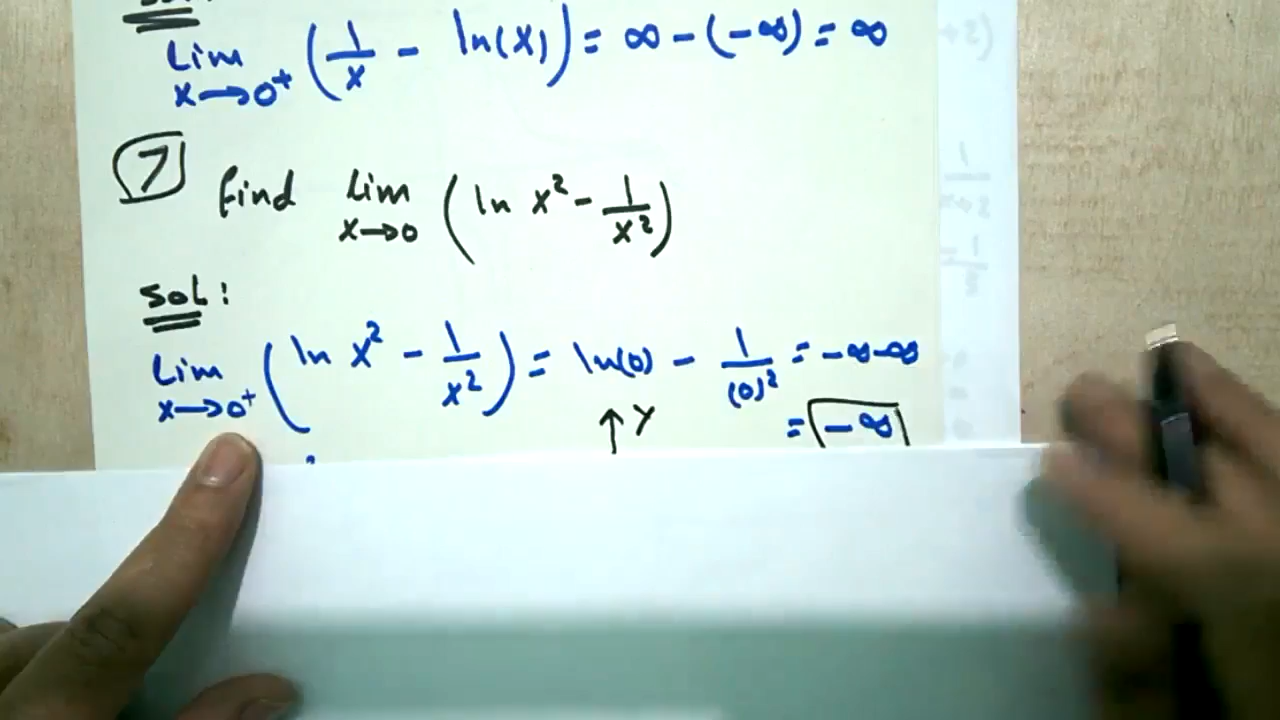 Lim x→0⁺ (1/x - ln(x)) = ∞ - (-∞) = ∞
7 find Lim x→0 (ln x² - 1/x²)
Sol:
Lim x→0⁺ (ln x² - 1/x²) = ln(0) - 1/(0)² = -∞-∞
↑ y = -∞